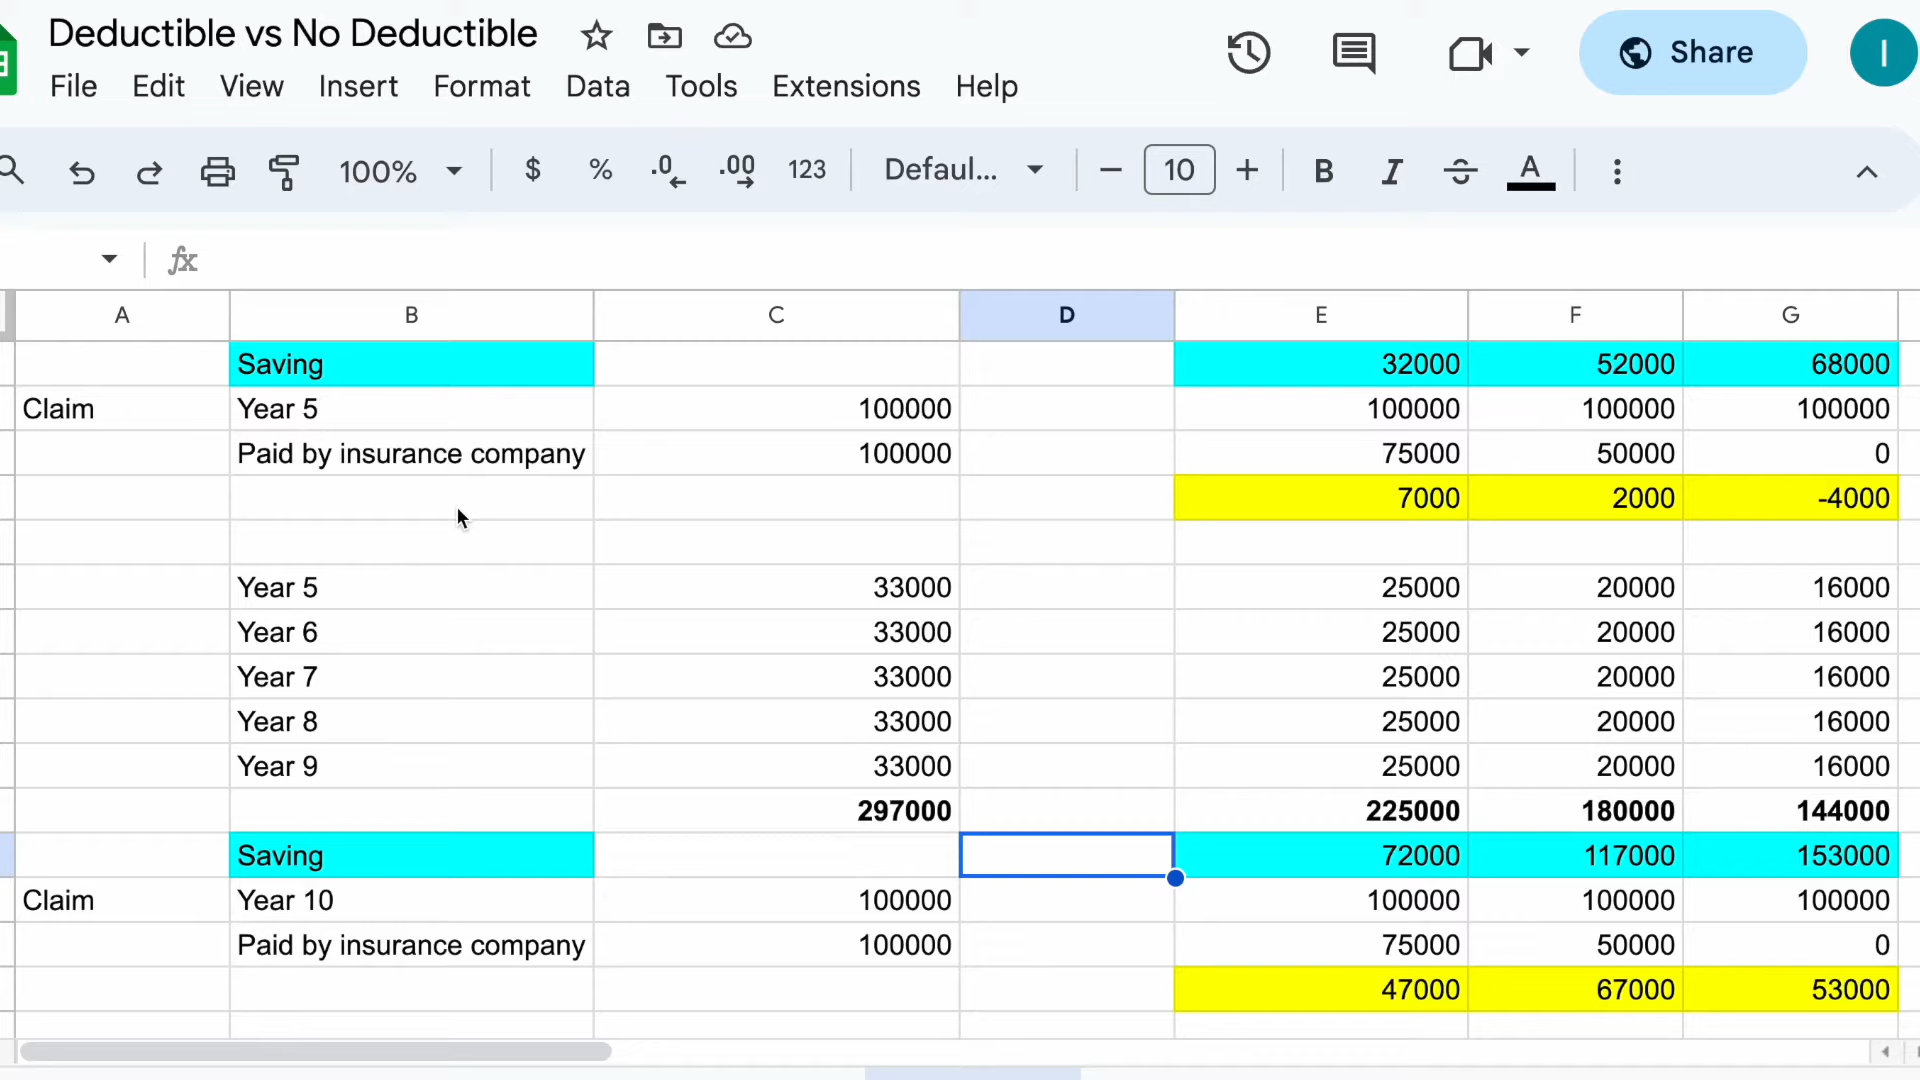 Deductible vs No Deductible
File Edit View Insert Format Data Tools Extensions Help
Share
I
100% $ % .0 .00 123 Defaul... 10 B I S A
fx
A B C D E F G
Saving 32000 52000 68000
Claim Year 5 100000 100000 100000 100000
Paid by insurance company 100000 75000 50000 0
7000 2000 -4000
Year 5 33000 25000 20000 16000
Year 6 33000 25000 20000 16000
Year 7 33000 25000 20000 16000
Year 8 33000 25000 20000 16000
Year 9 33000 25000 20000 16000
297000 225000 180000 144000
Saving 72000 117000 153000
Claim Year 10 100000 100000 100000 100000
Paid by insurance company 100000 75000 50000 0
47000 67000 53000